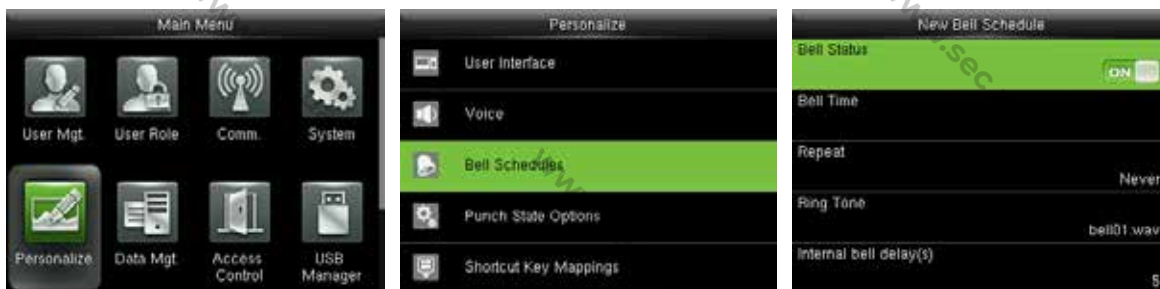 Main Menu
User Mgt.
User Role
Comm.
System
Personalize
Data Mgt.
Access
Control
USB
Manager
Personalize
User Interface
Voice
Bell Schedules
Punch State Options
Shortcut Key Mappings
New Bell Schedule
Bell Status
ON
Bell Time
Repeat
Never
Ring Tone
bell01.wav
Internal bell delay(s)
5